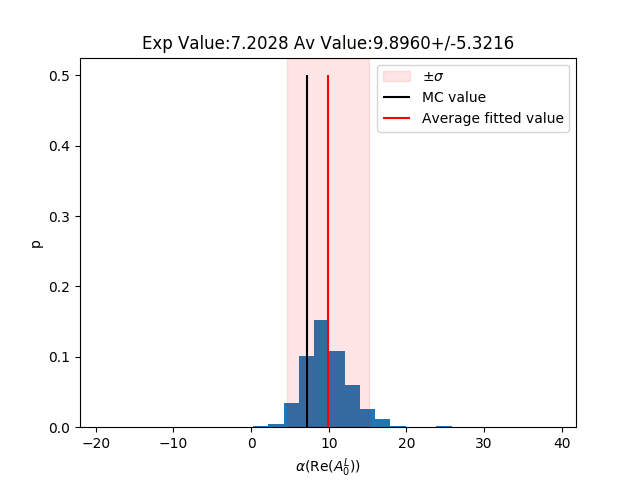 Exp Value:7.2028 Av Value:9.8960+/-5.3216
±σ
MC value
Average fitted value
p
0.5
0.4
0.3
0.2
0.1
0.0
−20 −10 0 10 20 30 40
α(Re(A₀ᴸ))